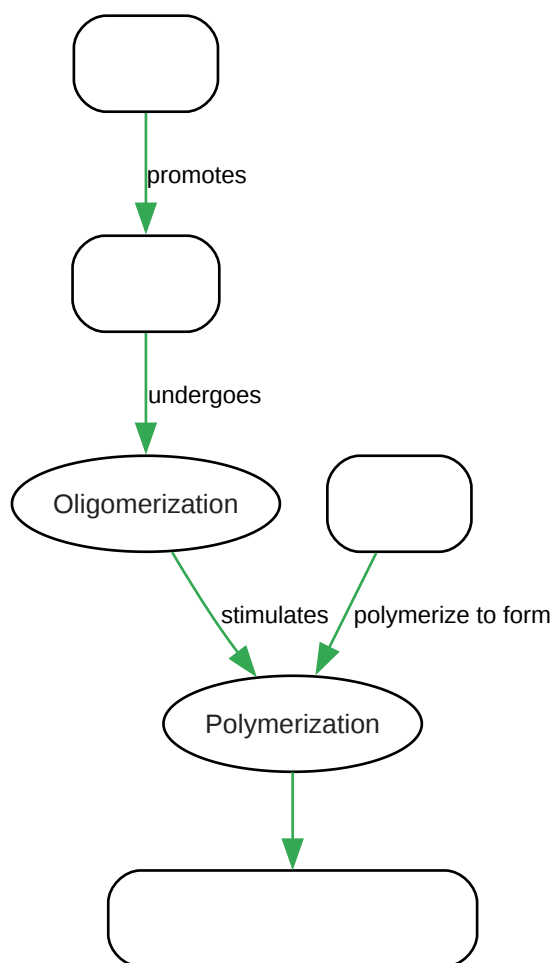 promotes
undergoes
Oligomerization
stimulates
polymerize to form
Polymerization